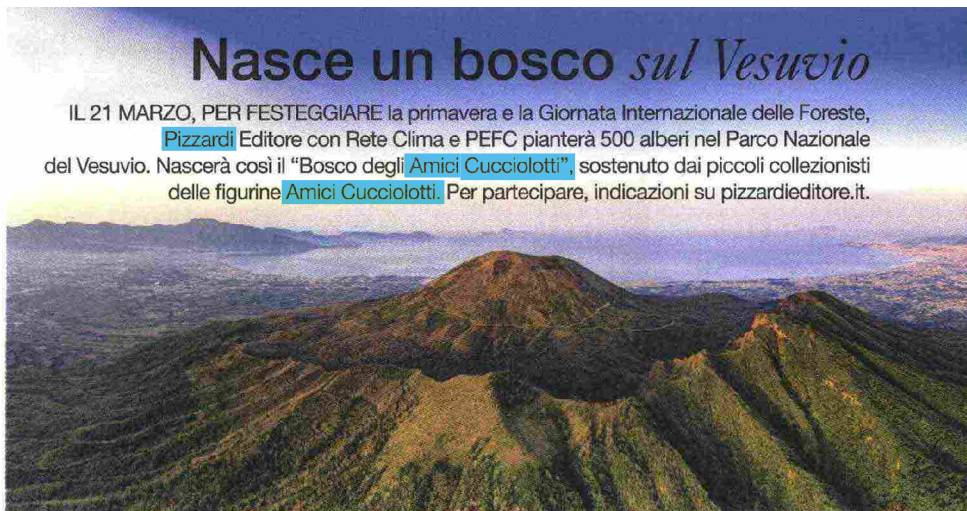 Nasce un bosco sul Vesuvio
IL 21 MARZO, PER FESTEGGIARE la primavera e la Giornata Internazionale delle Foreste,
Pizzardi Editore con Rete Clima e PEFC pianterà 500 alberi nel Parco Nazionale
del Vesuvio. Nascerà così il “Bosco degli Amici Cucciolotti”, sostenuto dai piccoli collezionisti
delle figurine Amici Cucciolotti. Per partecipare, indicazioni su pizzardieditore.it.